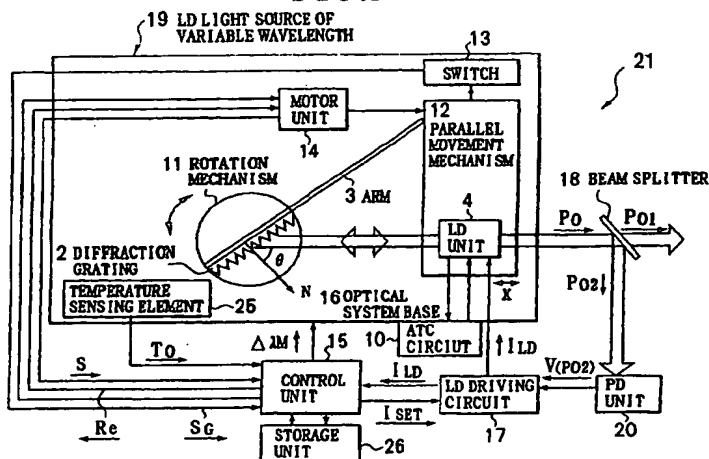 19 LD LIGHT SOURCE OF
VARIABLE WAVELENGTH
13
SWITCH
21
MOTOR
UNIT
14
12
PARALLEL
MOVEMENT
MECHANISM
11 ROTATION
MECHANISM
3 ARM
18 BEAM SPLITTER
4
LD
UNIT
PO
PO1
2 DIFFRACTION
GRATING
θ
N
X
PO2
TEMPERATURE
SENSING ELEMENT
25
16 OPTICAL
SYSTEM BASE
10
ATC
CIRCIUT
ILD
TO
ΔλM
15
S
CONTROL
UNIT
ILD
LD DRIVING
CIRCUIT
V(PO2)
PD
UNIT
Re
SG
ISET
17
20
STORAGE
UNIT
26